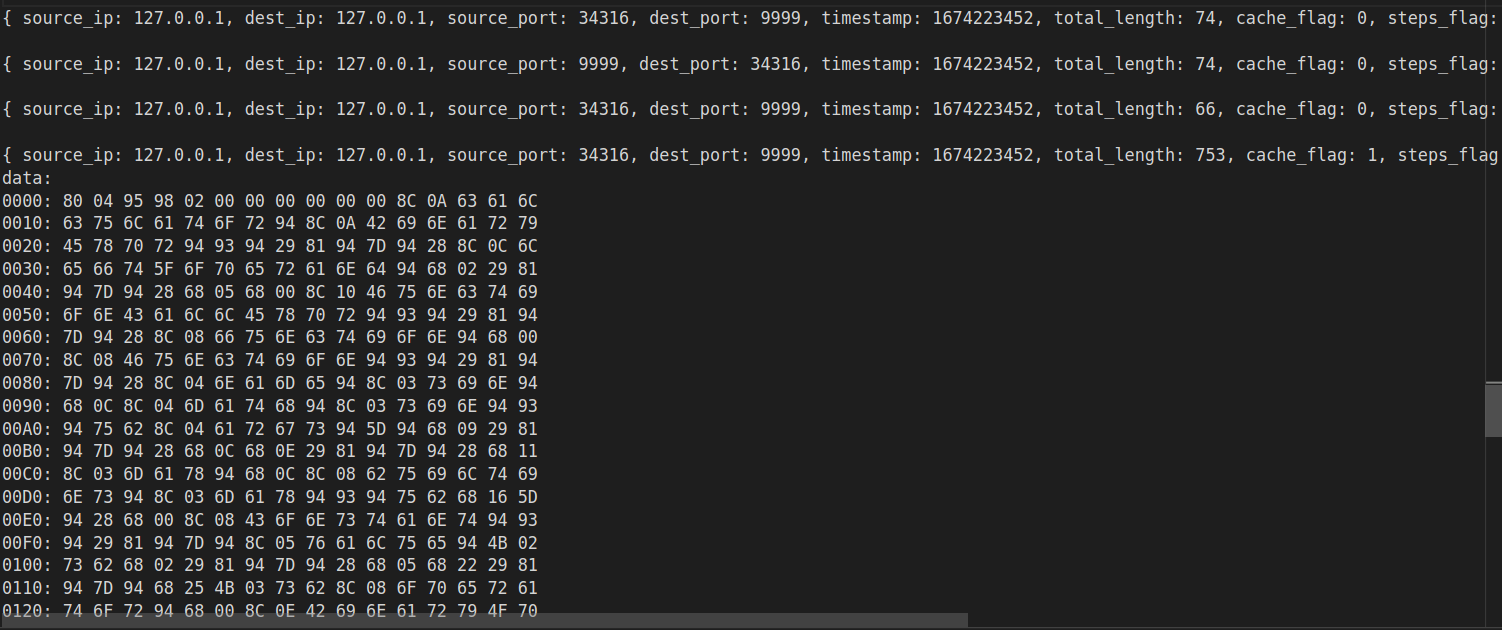 { source_ip: 127.0.0.1, dest_ip: 127.0.0.1, source_port: 34316, dest_port: 9999, timestamp: 1674223452, total_length: 74, cache_flag: 0, steps_flag:
{ source_ip: 127.0.0.1, dest_ip: 127.0.0.1, source_port: 9999, dest_port: 34316, timestamp: 1674223452, total_length: 74, cache_flag: 0, steps_flag:
{ source_ip: 127.0.0.1, dest_ip: 127.0.0.1, source_port: 34316, dest_port: 9999, timestamp: 1674223452, total_length: 66, cache_flag: 0, steps_flag:
{ source_ip: 127.0.0.1, dest_ip: 127.0.0.1, source_port: 34316, dest_port: 9999, timestamp: 1674223452, total_length: 753, cache_flag: 1, steps_flag
data:
0000: 80 04 95 98 02 00 00 00 00 00 00 8C 0A 63 61 6C
0010: 63 75 6C 61 74 6F 72 94 8C 0A 42 69 6E 61 72 79
0020: 45 78 70 72 94 93 94 29 81 94 7D 94 28 8C 0C 6C
0030: 65 66 74 5F 6F 70 65 72 61 6E 64 94 68 02 29 81
0040: 94 7D 94 28 68 05 68 00 8C 10 46 75 6E 63 74 69
0050: 6F 6E 43 61 6C 6C 45 78 70 72 94 93 94 29 81 94
0060: 7D 94 28 8C 08 66 75 6E 63 74 69 6F 6E 94 68 00
0070: 8C 08 46 75 6E 63 74 69 6F 6E 94 93 94 29 81 94
0080: 7D 94 28 8C 04 6E 61 6D 65 94 8C 03 73 69 6E 94
0090: 68 0C 8C 04 6D 61 74 68 94 8C 03 73 69 6E 94 93
00A0: 94 75 62 8C 04 61 72 67 73 94 5D 94 68 09 29 81
00B0: 94 7D 94 28 68 0C 68 0E 29 81 94 7D 94 28 68 11
00C0: 8C 03 6D 61 78 94 68 0C 8C 08 62 75 69 6C 74 69
00D0: 6E 73 94 8C 03 6D 61 78 94 93 94 75 62 68 16 5D
00E0: 94 28 68 00 8C 08 43 6F 6E 73 74 61 6E 74 94 93
00F0: 94 29 81 94 7D 94 8C 05 76 61 6C 75 65 94 4B 02
0100: 73 62 68 02 29 81 94 7D 94 28 68 05 68 22 29 81
0110: 94 7D 94 68 25 4B 03 73 62 8C 08 6F 70 65 72 61
0120: 74 6F 72 94 68 00 8C 0E 42 69 6E 61 72 79 4F 70